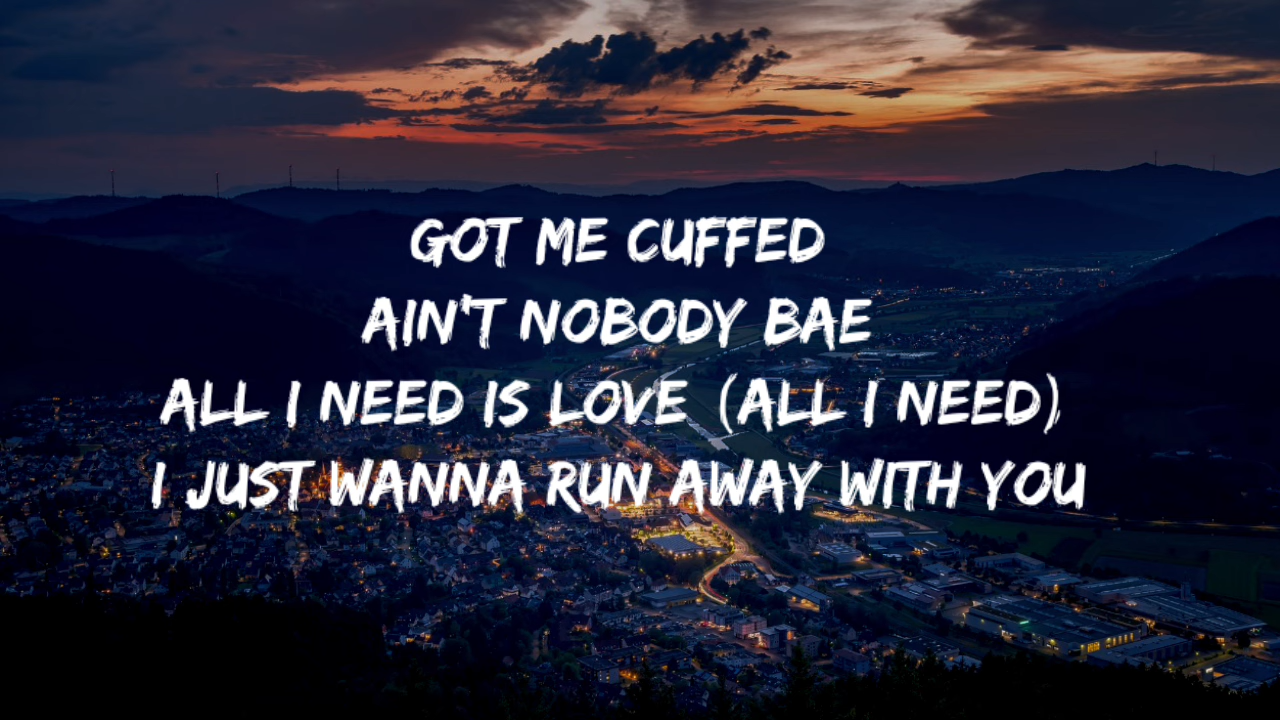 GOT ME CUFFED
AIN'T NOBODY BAE
ALL I NEED IS LOVE (ALL I NEED)
I JUST WANNA RUN AWAY WITH YOU